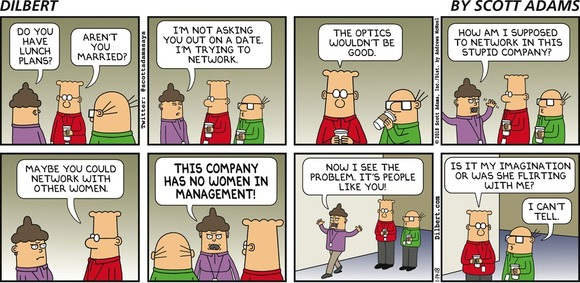 DILBERT
BY SCOTT ADAMS
DO YOU
HAVE
LUNCH
PLANS?
AREN'T
YOU
MARRIED?
Twitter: @scottadamssays
I'M NOT ASKING
YOU OUT ON A DATE.
I'M TRYING TO
NETWORK.
THE OPTICS
WOULDN'T BE
GOOD.
HOW AM I SUPPOSED
TO NETWORK IN THIS
STUPID COMPANY?
© 2018 Scott Adams, Inc./Dist. by Andrews McMeel
MAYBE YOU COULD
NETWORK WITH
OTHER WOMEN.
THIS COMPANY
HAS NO WOMEN IN
MANAGEMENT!
NOW I SEE THE
PROBLEM. IT'S PEOPLE
LIKE YOU!
Dilbert.com
IS IT MY IMAGINATION
OR WAS SHE FLIRTING
WITH ME?
I CAN'T
TELL.